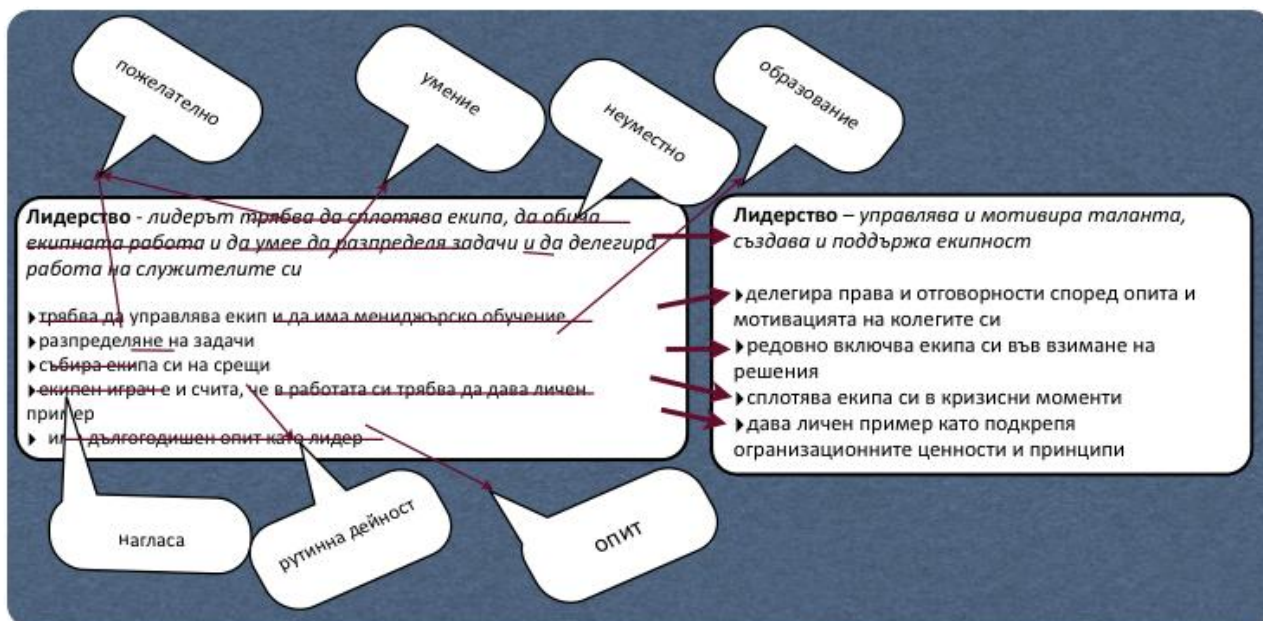 пожелателно
умение
неуместно
образование
Лидерство - лидерът трябва да сплотява екипа, да обича
екипната работа и да умее да разпределя задачи и да делегира
работа на служителите си
трябва да управлява екип и да има мениджърско обучение
разпределяне на задачи
събира екипа си на срещи
екипен играч е и счита, че в работата си трябва да дава личен
пример
има дългогодишен опит като лидер
Лидерство – управлява и мотивира таланта,
създава и поддържа екипност
делегира права и отговорности според опита и
мотивацията на колегите си
редовно включва екипа си във взимане на
решения
сплотява екипа си в кризисни моменти
дава личен пример като подкрепя
огранизационните ценности и принципи
нагласа
рутинна дейност
опит